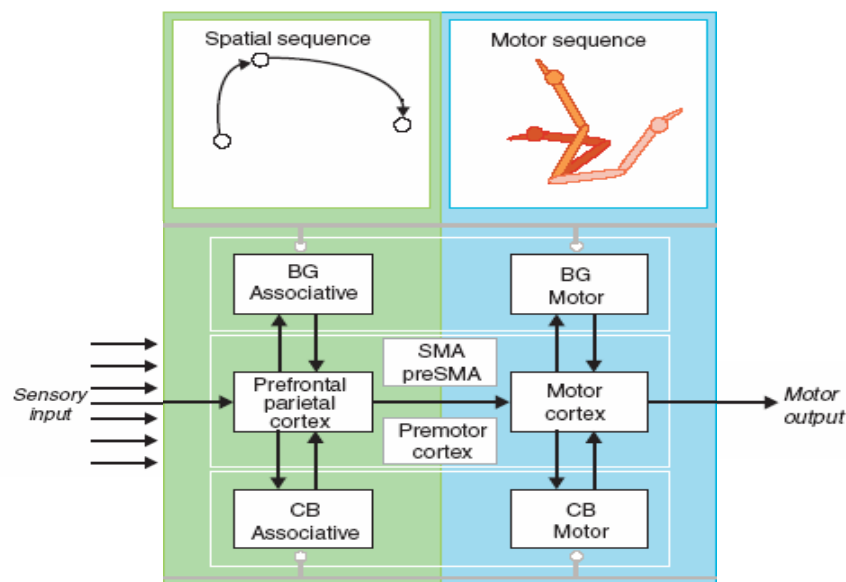 Spatial sequence
Motor sequence
BG
Associative
BG
Motor
SMA
preSMA
Sensory
input
Prefrontal
parietal
cortex
Motor
cortex
Motor
output
Premotor
cortex
CB
Associative
CB
Motor